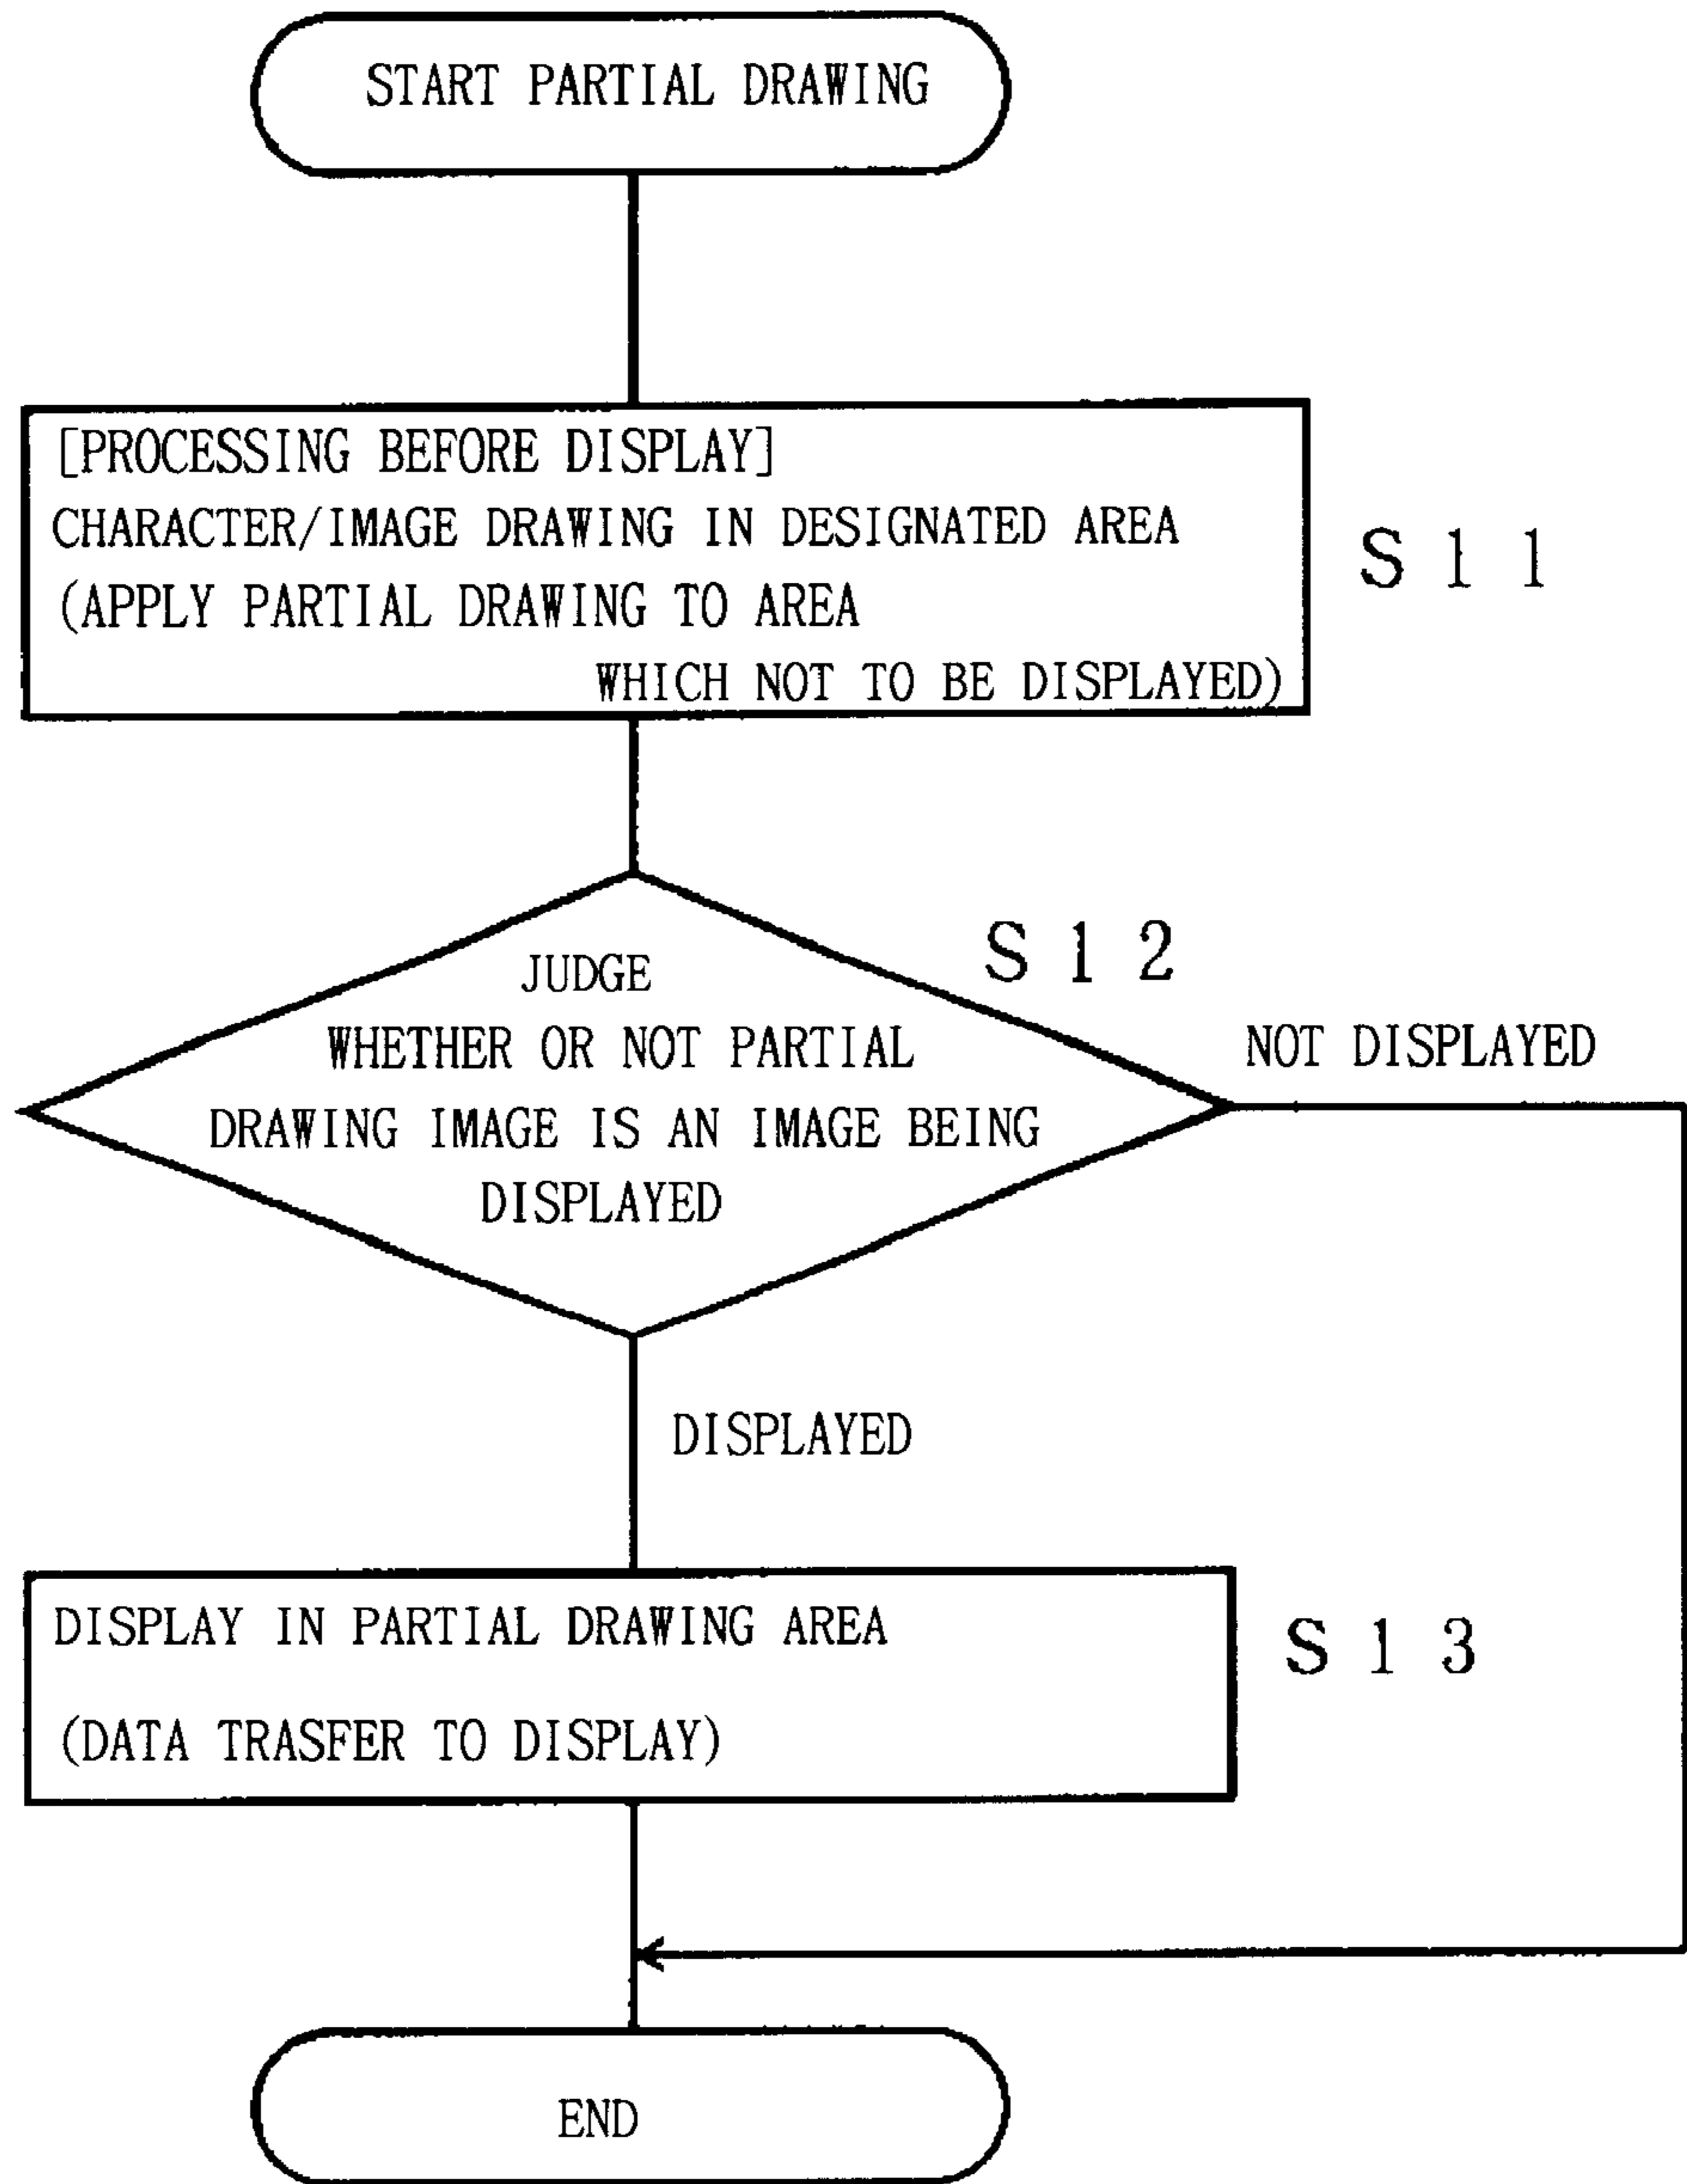 START PARTIAL DRAWING
[PROCESSING BEFORE DISPLAY]
CHARACTER/IMAGE DRAWING IN DESIGNATED AREA
(APPLY PARTIAL DRAWING TO AREA
WHICH NOT TO BE DISPLAYED)
S11
S12
JUDGE
WHETHER OR NOT PARTIAL
DRAWING IMAGE IS AN IMAGE BEING
DISPLAYED
NOT DISPLAYED
DISPLAYED
DISPLAY IN PARTIAL DRAWING AREA
(DATA TRASFER TO DISPLAY)
S13
END